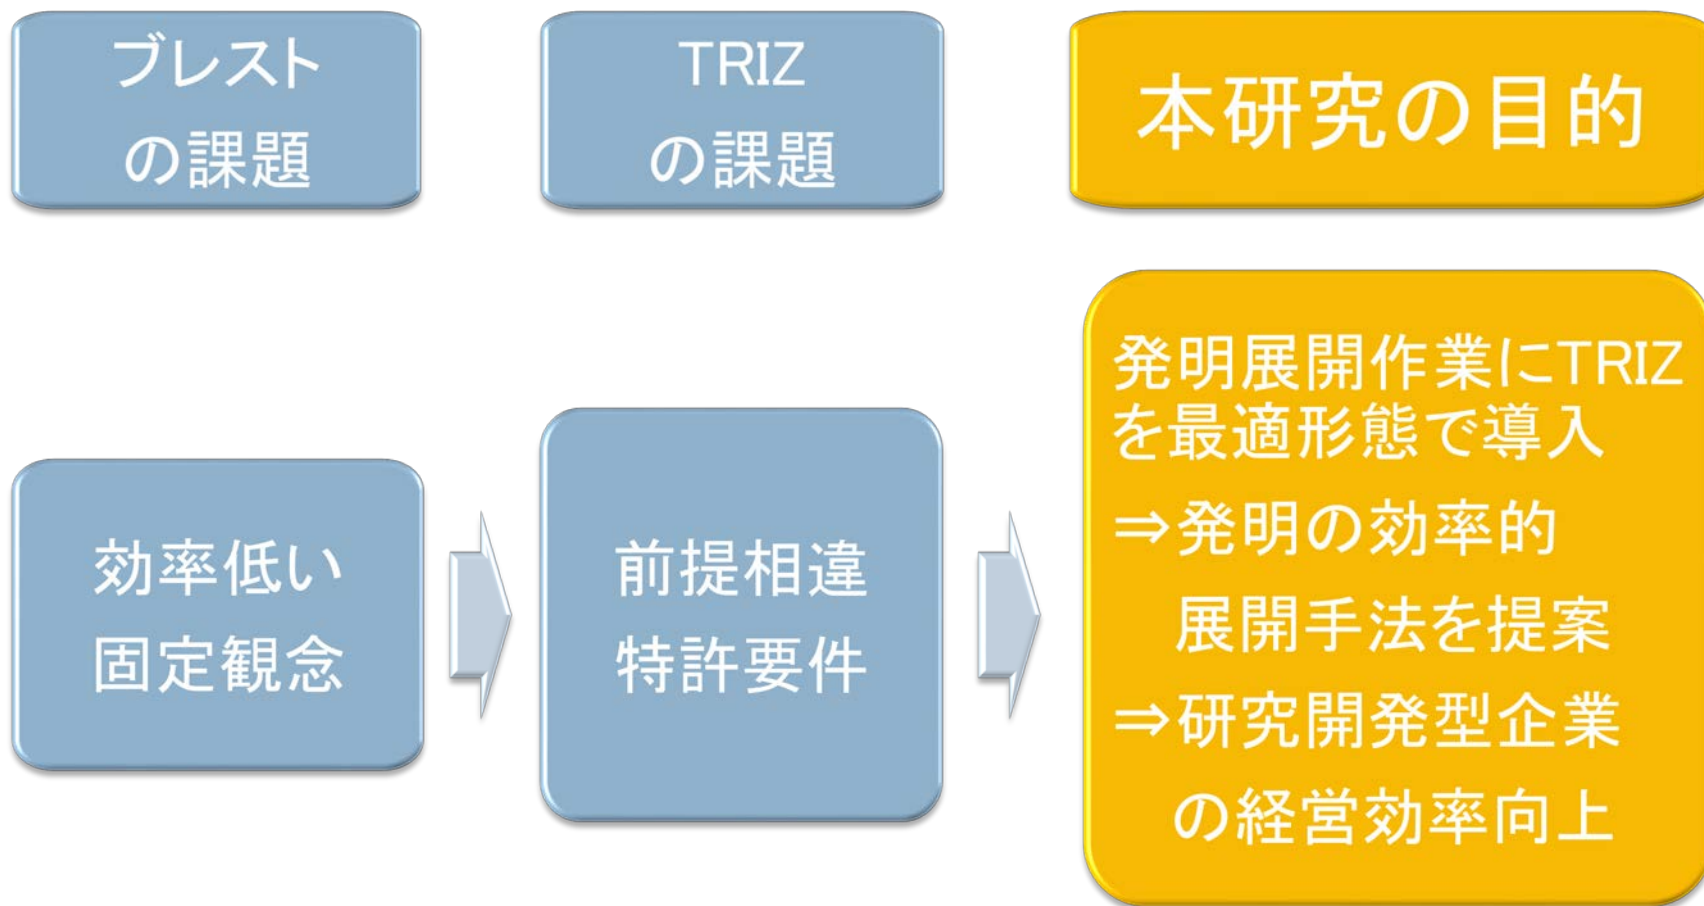 ブレスト
の課題
TRIZ
の課題
本研究の目的
効率低い
固定観念
前提相違
特許要件
発明展開作業にTRIZ
を最適形態で導入
⇒発明の効率的
展開手法を提案
⇒研究開発型企業
の経営効率向上